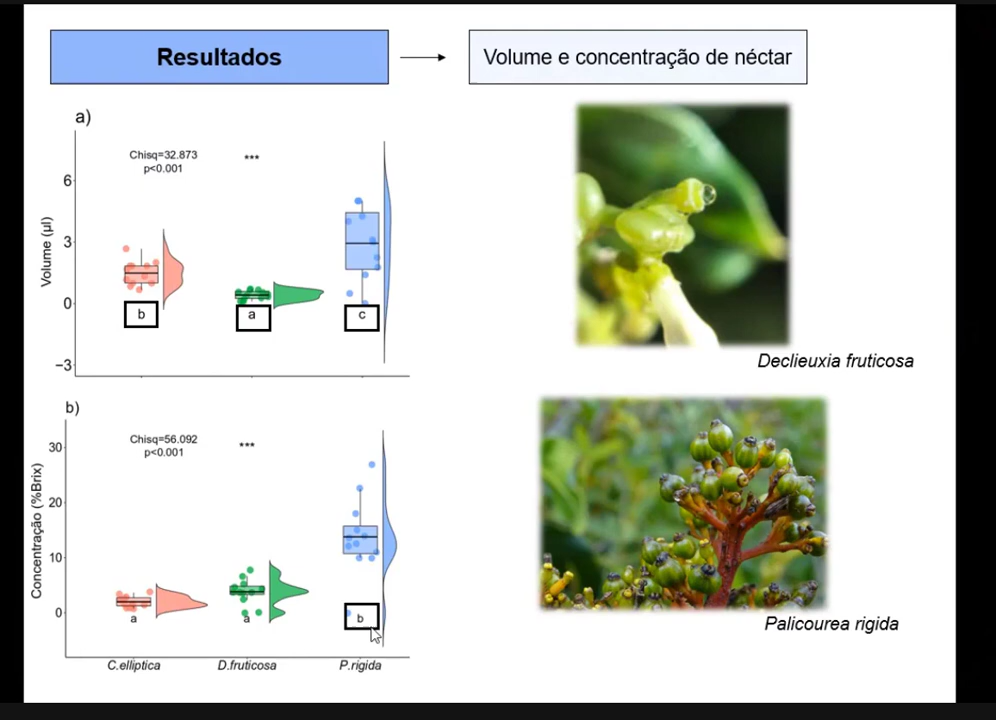 Resultados
Volume e concentração de néctar
a)
Chisq=32.873
p<0.001
***
6
3
0
−3
Volume (µl)
b
a
c
Declieuxia fruticosa
b)
Chisq=56.092
p<0.001
***
30
20
10
0
Concentração (%Brix)
a
a
b
C.elliptica
D.fruticosa
P.rigida
Palicourea rigida